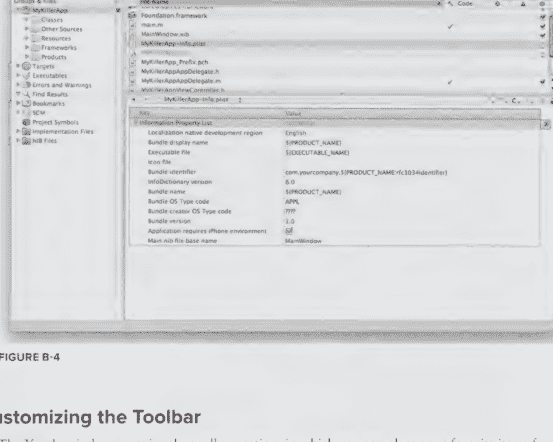 Groups & Files
File Name
Code
MyKillerApp
Classes
Other Sources
Resources
Frameworks
Products
Targets
Executables
Errors and Warnings
Find Results
Bookmarks
SCM
Project Symbols
Implementation Files
NIB Files
Foundation.framework
main.m
MainWindow.xib
MyKillerApp-Info.plist
MyKillerApp_Prefix.pch
MyKillerAppAppDelegate.h
MyKillerAppAppDelegate.m
MyKillerAppViewController.h
MyKillerApp-Info.plist
Key Value
Information Property List
Localization native development region English
Bundle display name ${PRODUCT_NAME}
Executable file ${EXECUTABLE_NAME}
Icon file
Bundle identifier com.yourcompany.${PRODUCT_NAME:rfc1034identifier}
InfoDictionary version 6.0
Bundle name ${PRODUCT_NAME}
Bundle OS Type code APPL
Bundle creator OS Type code ????
Bundle version 1.0
Application requires iPhone environment
Main nib file base name MainWindow
FIGURE B-4
ustomizing the Toolbar